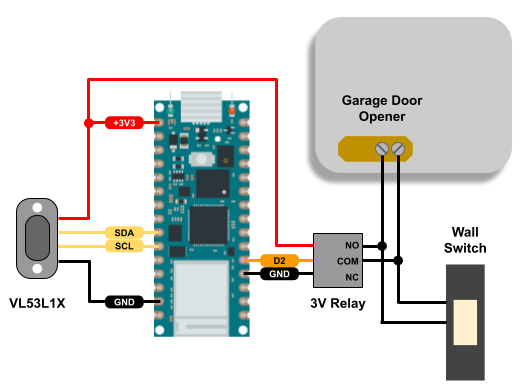 Garage Door
Opener
+3V3
SDA
SCL
GND
VL53L1X
D2
GND
NO
COM
NC
3V Relay
Wall
Switch